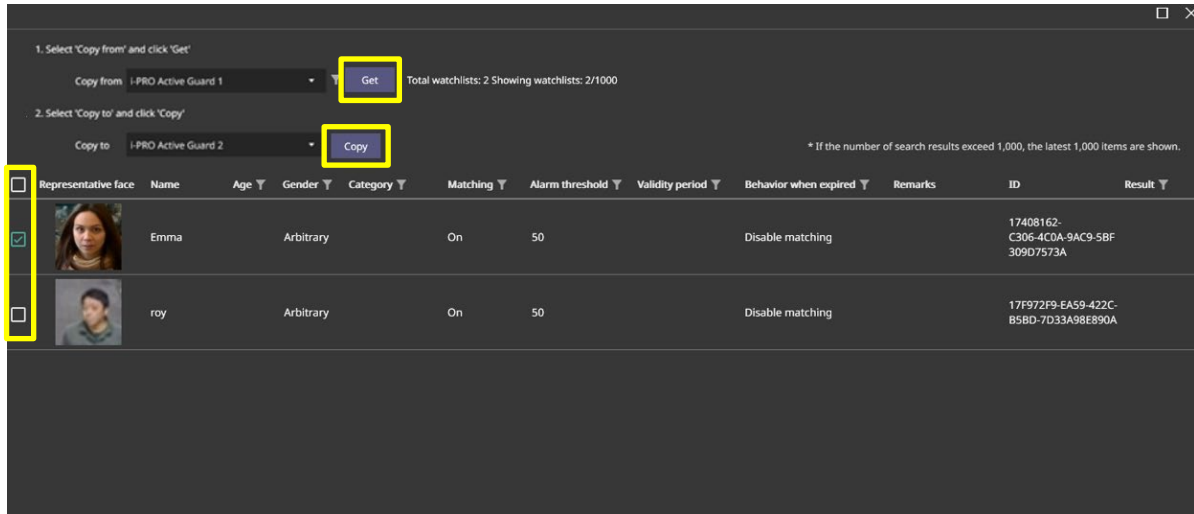 1. Select 'Copy from' and click 'Get'
Copy from i-PRO Active Guard 1 Get Total watchlists: 2 Showing watchlists: 2/1000
2. Select 'Copy to' and click 'Copy'
Copy to i-PRO Active Guard 2 Copy * If the number of search results exceed 1,000, the latest 1,000 items are shown.
Representative face Name Age Gender Category Matching Alarm threshold Validity period Behavior when expired Remarks ID Result
17408162-
Emma Arbitrary On 50 Disable matching C306-4C0A-9AC9-5BF
309D7573A
17F972F9-EA59-422C-
roy Arbitrary On 50 Disable matching
B5BD-7D33A98E890A